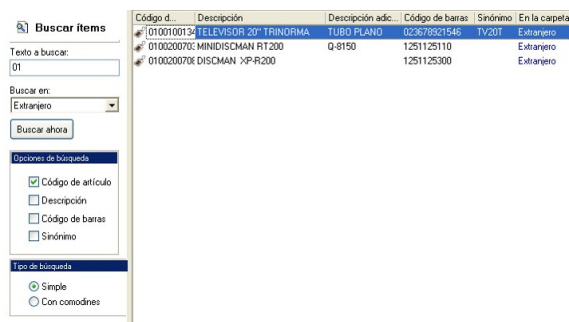 Buscar ítems
Texto a buscar:
01
Buscar en:
Extranjero
Buscar ahora
Opciones de búsqueda
Código de artículo
Descripción
Código de barras
Sinónimo
Tipo de búsqueda
Simple
Con comodines
Código d... Descripción Descripción adic... Código de barras Sinónimo En la carpeta
0100100134 TELEVISOR 20" TRINORMA TUBO PLANO 023678921546 TV20T Extranjero
010020070 MINIDISCMAN RT200 Q-8150 1251125110 Extranjero
010020070 DISCMAN XP-R200 1251125300 Extranjero